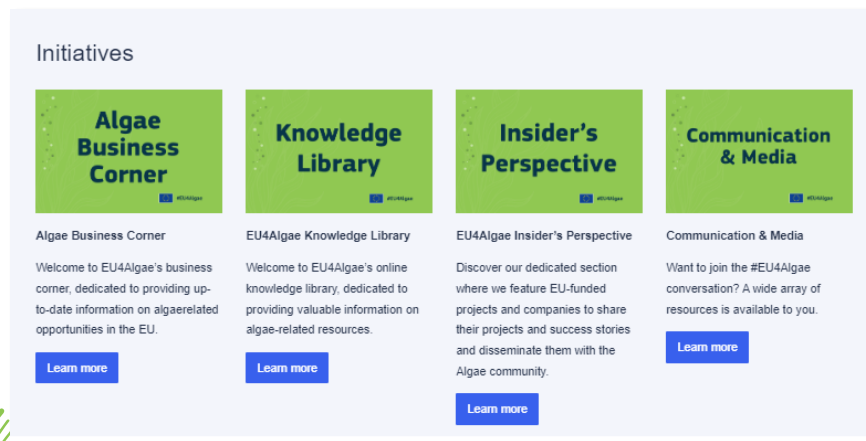 Initiatives
Algae
Business
Corner
#EU4Algae
Knowledge
Library
#EU4Algae
Insider's
Perspective
#EU4Algae
Communication
& Media
#EU4Algae
Algae Business Corner
Welcome to EU4Algae's business
corner, dedicated to providing up-
to-date information on algaerelated
opportunities in the EU.
Learn more
EU4Algae Knowledge Library
Welcome to EU4Algae's online
knowledge library, dedicated to
providing valuable information on
algae-related resources.
Learn more
EU4Algae Insider's Perspective
Discover our dedicated section
where we feature EU-funded
projects and companies to share
their projects and success stories
and disseminate them with the
Algae community.
Learn more
Communication & Media
Want to join the #EU4Algae
conversation? A wide array of
resources is available to you.
Learn more